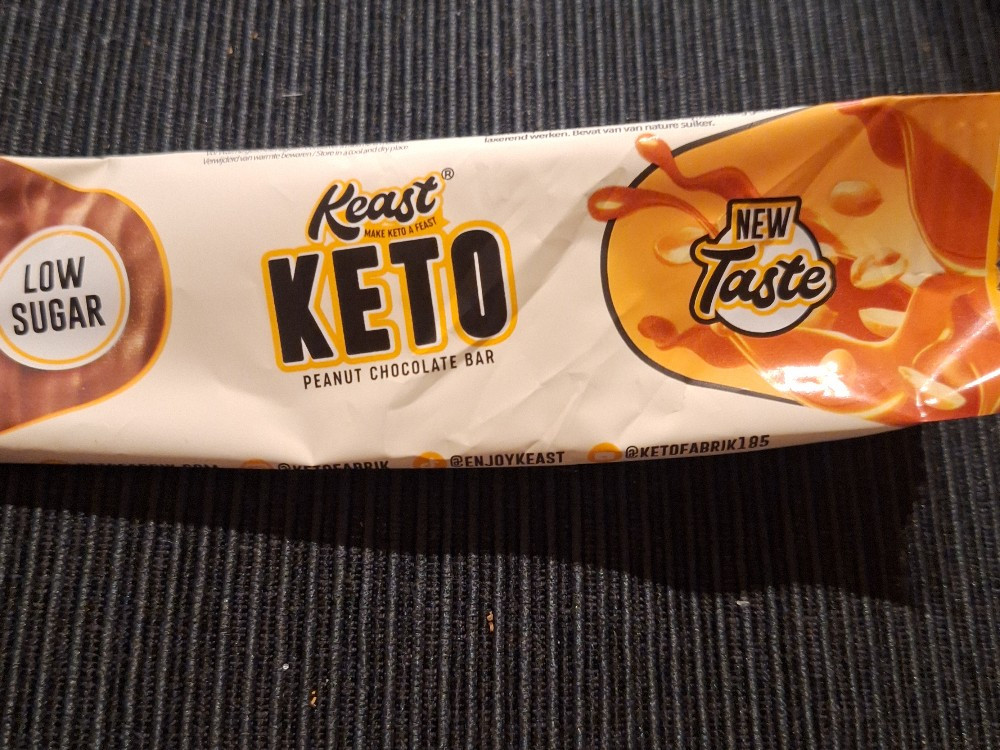 laxerend werken. Bevat van van nature suiker.
Verwijderd van warmte bewaren / Store in a cool and dry place
LOW
SUGAR
Keast®
MAKE KETO A FEAST
KETO
PEANUT CHOCOLATE BAR
NEW
Taste
@KETOFABRIK
@ENJOYKEAST
@KETOFABRIK185